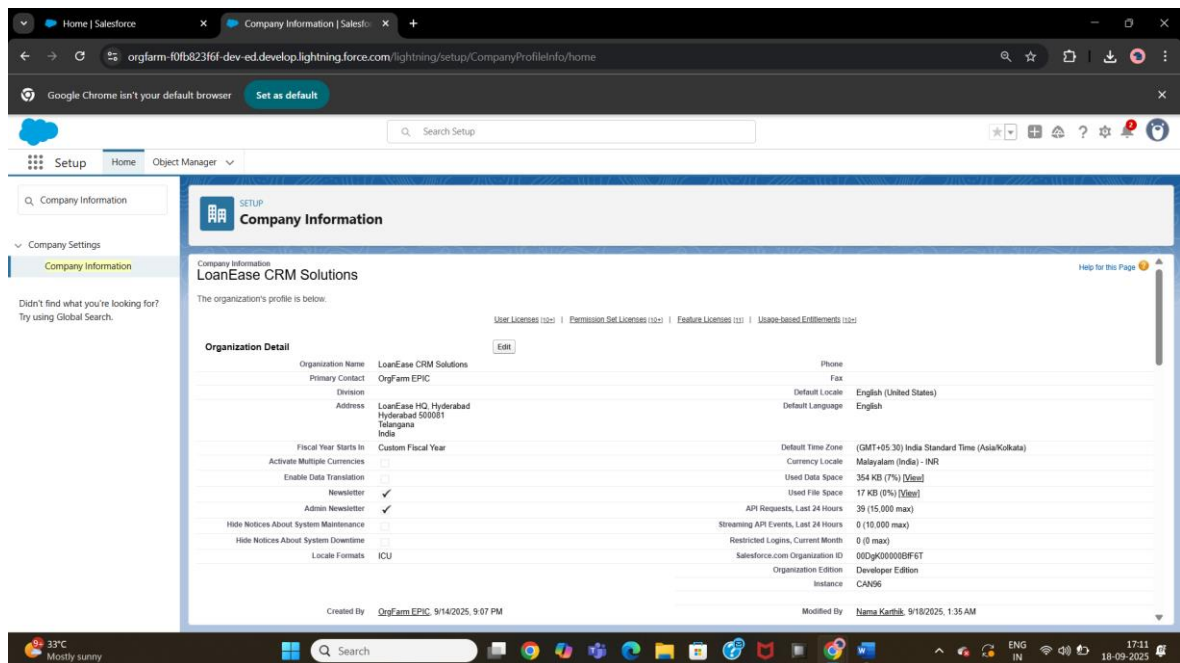 Home | Salesforce
Company Information | Salesfo
orgfarm-f0fb823f6f-dev-ed.develop.lightning.force.com/lightning/setup/CompanyProfileInfo/home
Google Chrome isn't your default browser
Set as default
Search Setup
2
Setup
Home
Object Manager
Company Information
Company Settings
Company Information
Didn't find what you're looking for?
Try using Global Search.
SETUP
Company Information
Company Information
LoanEase CRM Solutions
Help for this Page
The organization's profile is below.
User Licenses [10+] | Permission Set Licenses [10+] | Feature Licenses [11] | Usage-based Entitlements [10+]
Organization Detail
Edit
Organization Name LoanEase CRM Solutions
Phone
Primary Contact OrgFarm EPIC
Fax
Division
Default Locale English (United States)
Address LoanEase HQ, Hyderabad
Hyderabad 500081
Telangana
India
Default Language English
Fiscal Year Starts In Custom Fiscal Year
Default Time Zone (GMT+05:30) India Standard Time (Asia/Kolkata)
Activate Multiple Currencies
Currency Locale Malayalam (India) - INR
Enable Data Translation
Used Data Space 354 KB (7%) [View]
Newsletter ✓
Used File Space 17 KB (0%) [View]
Admin Newsletter ✓
API Requests, Last 24 Hours 39 (15,000 max)
Hide Notices About System Maintenance
Streaming API Events, Last 24 Hours 0 (10,000 max)
Hide Notices About System Downtime
Restricted Logins, Current Month 0 (0 max)
Locale Formats ICU
Salesforce.com Organization ID 00DgK00000BfF6T
Organization Edition Developer Edition
Instance CAN96
Created By OrgFarm EPIC, 9/14/2025, 9:07 PM
Modified By Nama Karthik, 9/18/2025, 1:35 AM
9+
33°C
Mostly sunny
Search
ENG
IN
17:11
18-09-2025